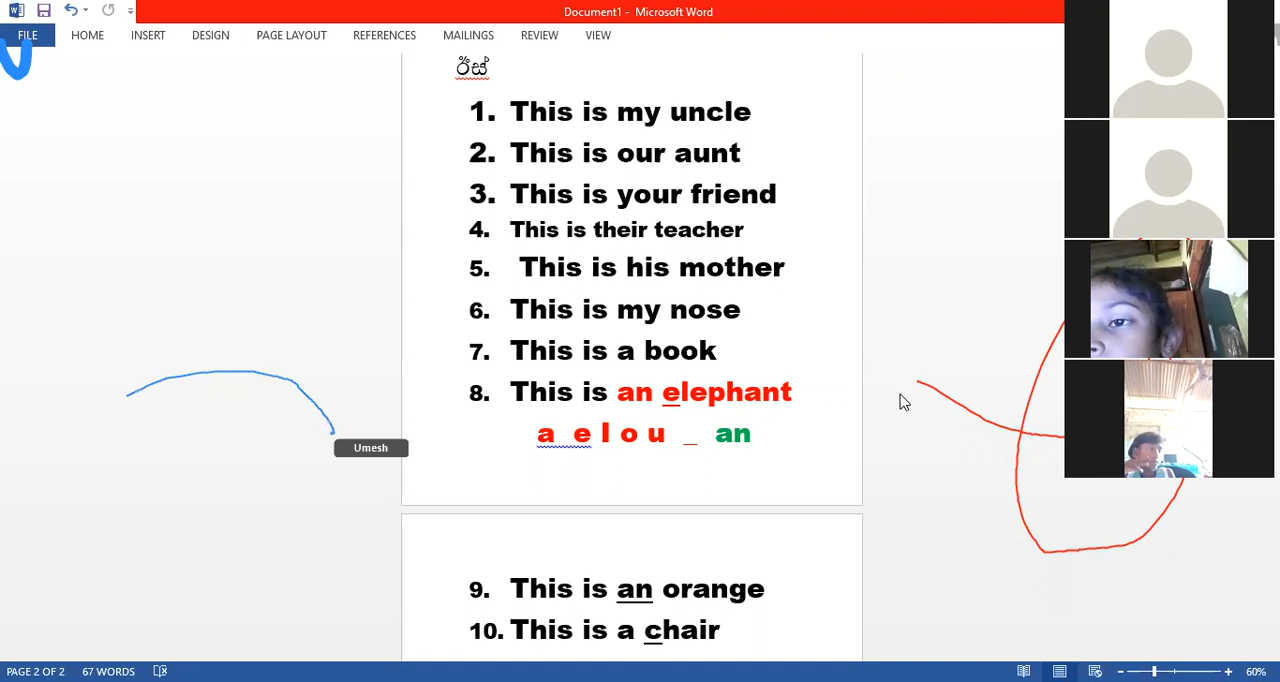 Document1 - Microsoft Word
FILE HOME INSERT DESIGN PAGE LAYOUT REFERENCES MAILINGS REVIEW VIEW
ඊස්
1. This is my uncle
2. This is our aunt
3. This is your friend
4. This is their teacher
5. This is his mother
6. This is my nose
7. This is a book
8. This is an elephant
a e I o u _ an
Umesh
9. This is an orange
10. This is a chair
PAGE 2 OF 2 67 WORDS 60%